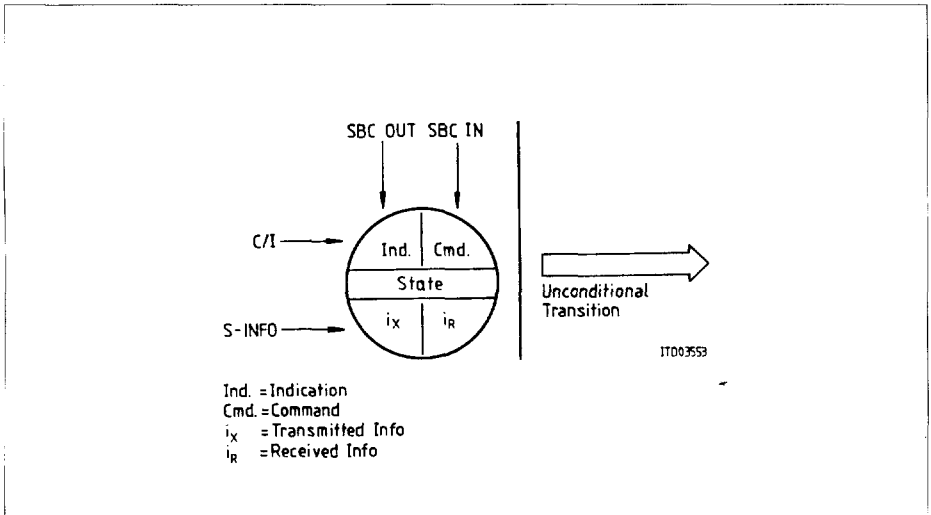 SBC OUT SBC IN
C/I
Ind. Cmd.
State
S-INFO
iX iR
Unconditional
Transition
ITD03553
Ind. =Indication
Cmd. =Command
iX =Transmitted Info
iR =Received Info